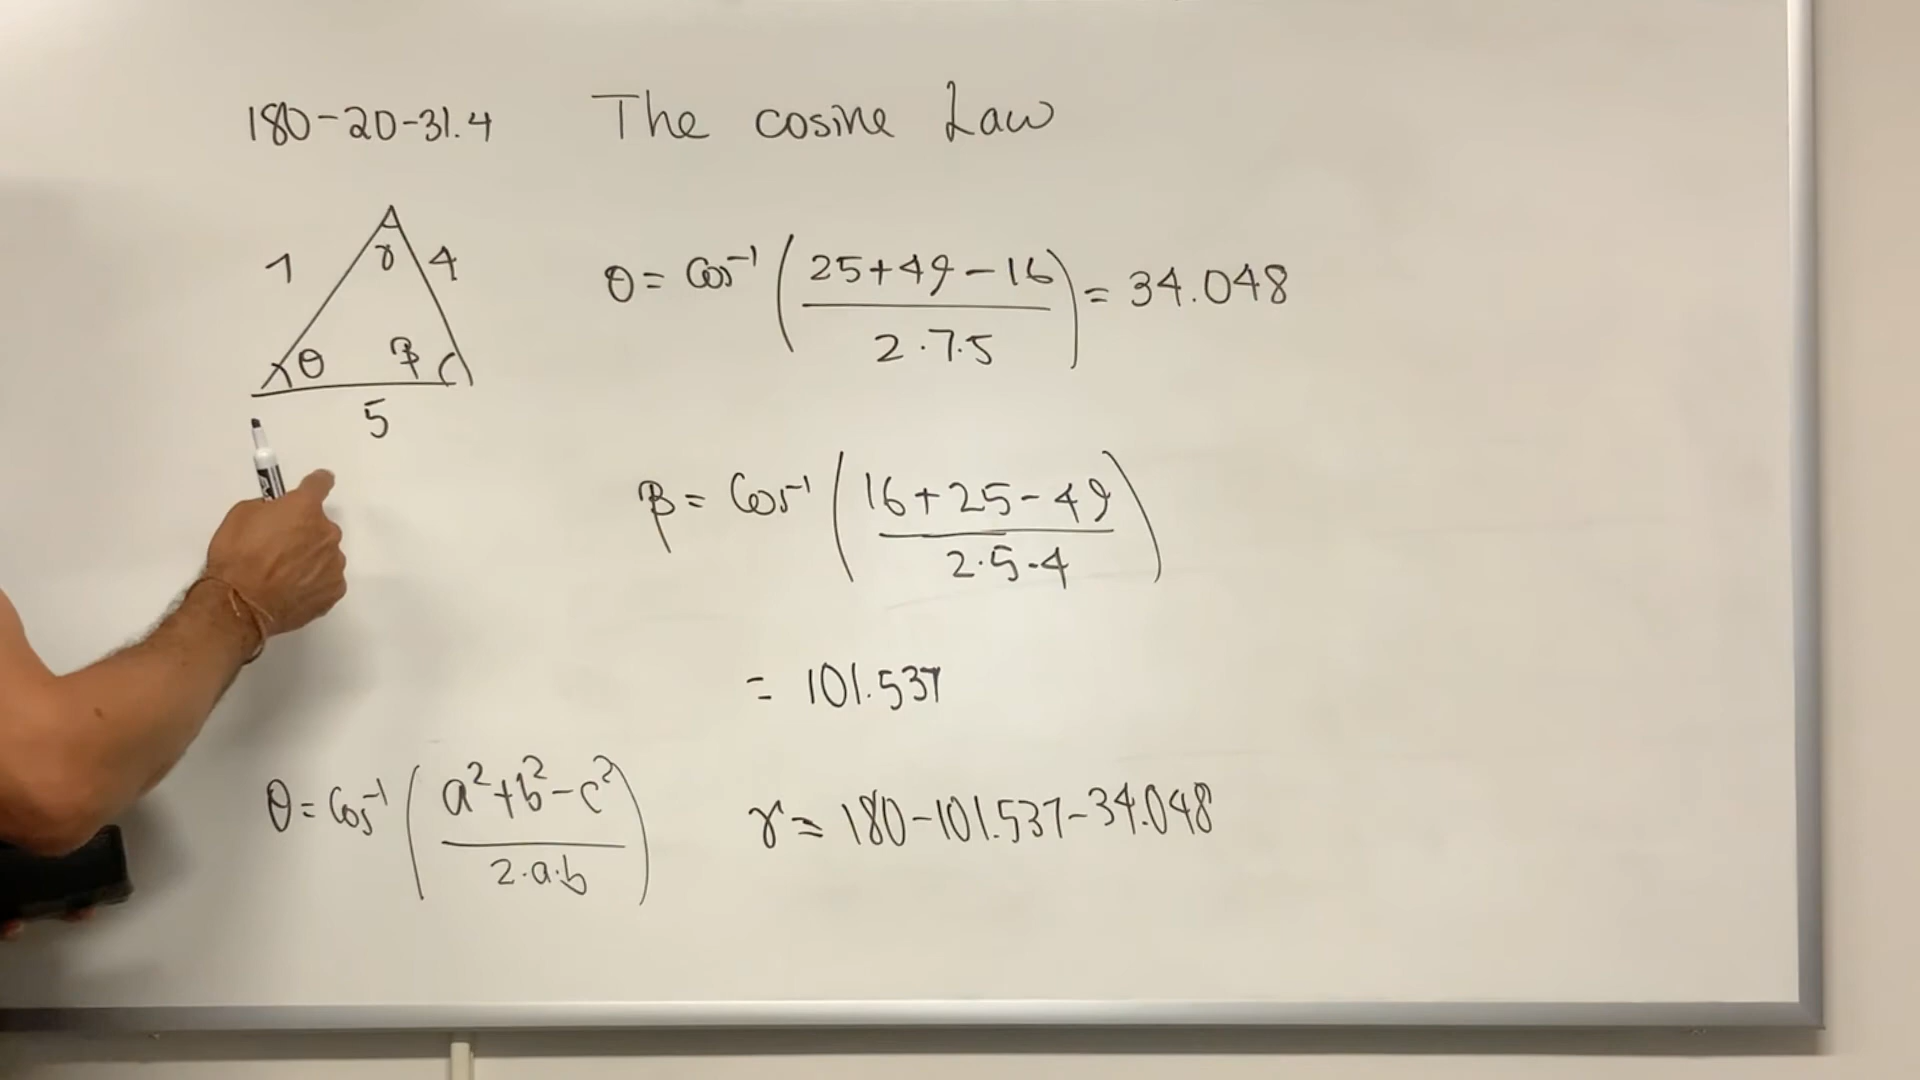 180-20-31.4
The cosine Law
7
γ
4
θ
β
5
θ = Cos⁻¹ (25+49-16 / 2·7·5) = 34.048
β = Cos⁻¹ (16+25-49 / 2·5·4)
= 101.537
θ = Cos⁻¹ (a²+b²-c² / 2·a·b)
γ = 180-101.537-34.048